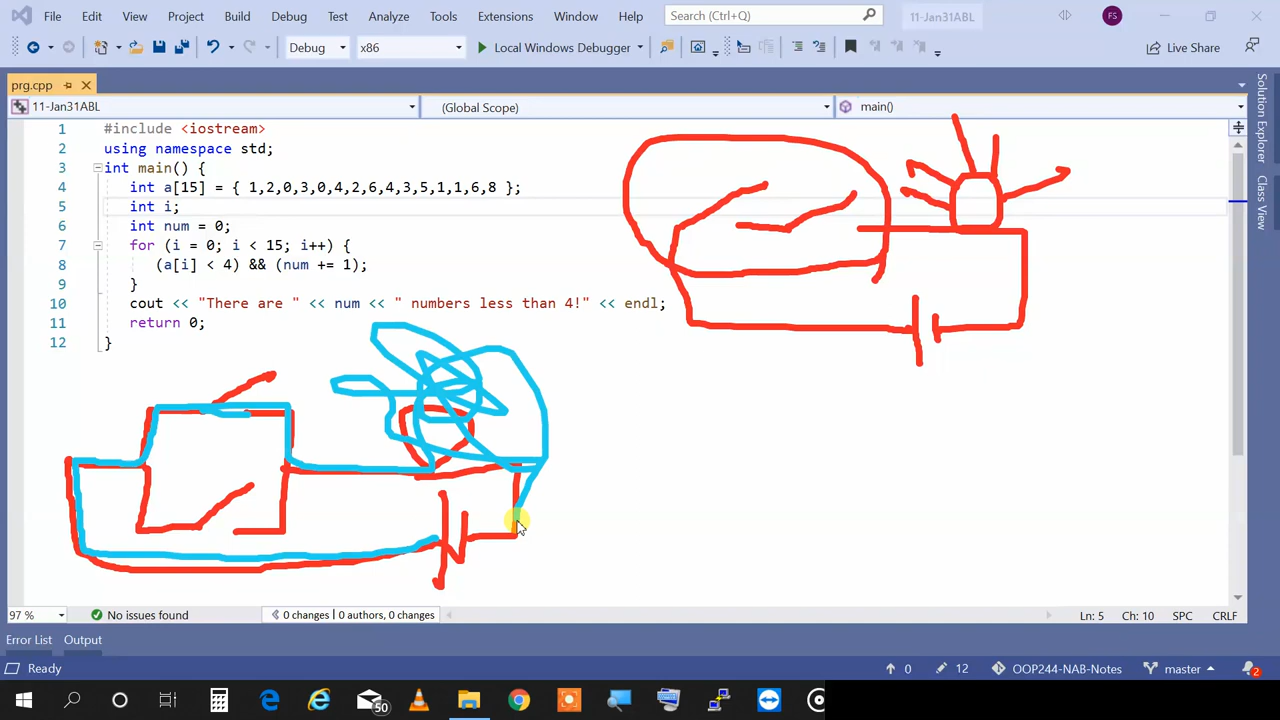 File Edit View Project Build Debug Test Analyze Tools Extensions Window Help Search (Ctrl+Q) 11-Jan31ABL FS
Debug x86 Local Windows Debugger Live Share
prg.cpp
11-Jan31ABL (Global Scope) main()
1 #include <iostream>
2 using namespace std;
3 int main() {
4 int a[15] = { 1,2,0,3,0,4,2,6,4,3,5,1,1,6,8 };
5 int i;
6 int num = 0;
7 for (i = 0; i < 15; i++) {
8 (a[i] < 4) && (num += 1);
9 }
10 cout << "There are " << num << " numbers less than 4!" << endl;
11 return 0;
12 }
Solution Explorer
Class View
97 % No issues found 0 changes | 0 authors, 0 changes Ln: 5 Ch: 10 SPC CRLF
Error List Output
Ready 0 12 OOP244-NAB-Notes master 2
50